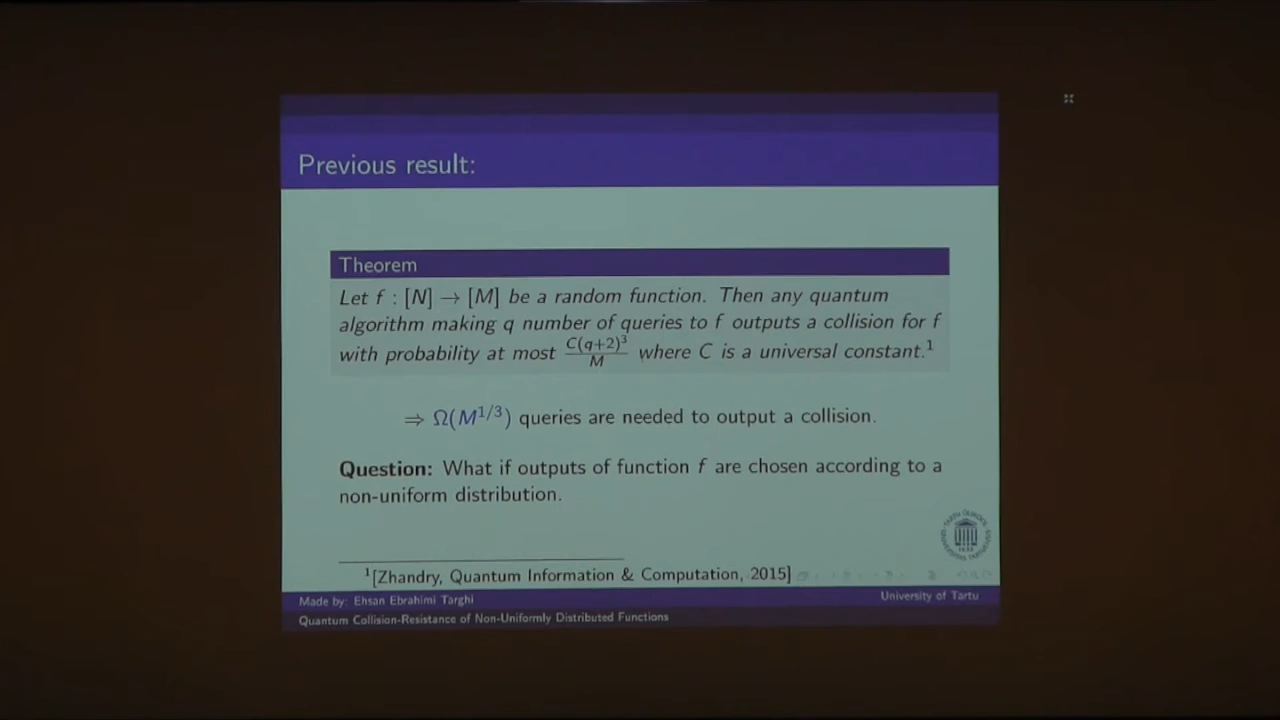 Previous result:
Theorem
Let f : [N] → [M] be a random function. Then any quantum
algorithm making q number of queries to f outputs a collision for f
with probability at most C(q+2)³/M where C is a universal constant.¹
⇒ Ω(M^{1/3}) queries are needed to output a collision.
Question: What if outputs of function f are chosen according to a
non-uniform distribution.
¹[Zhandry, Quantum Information & Computation, 2015]
Made by: Ehsan Ebrahimi Targhi
University of Tartu
Quantum Collision-Resistance of Non-Uniformly Distributed Functions